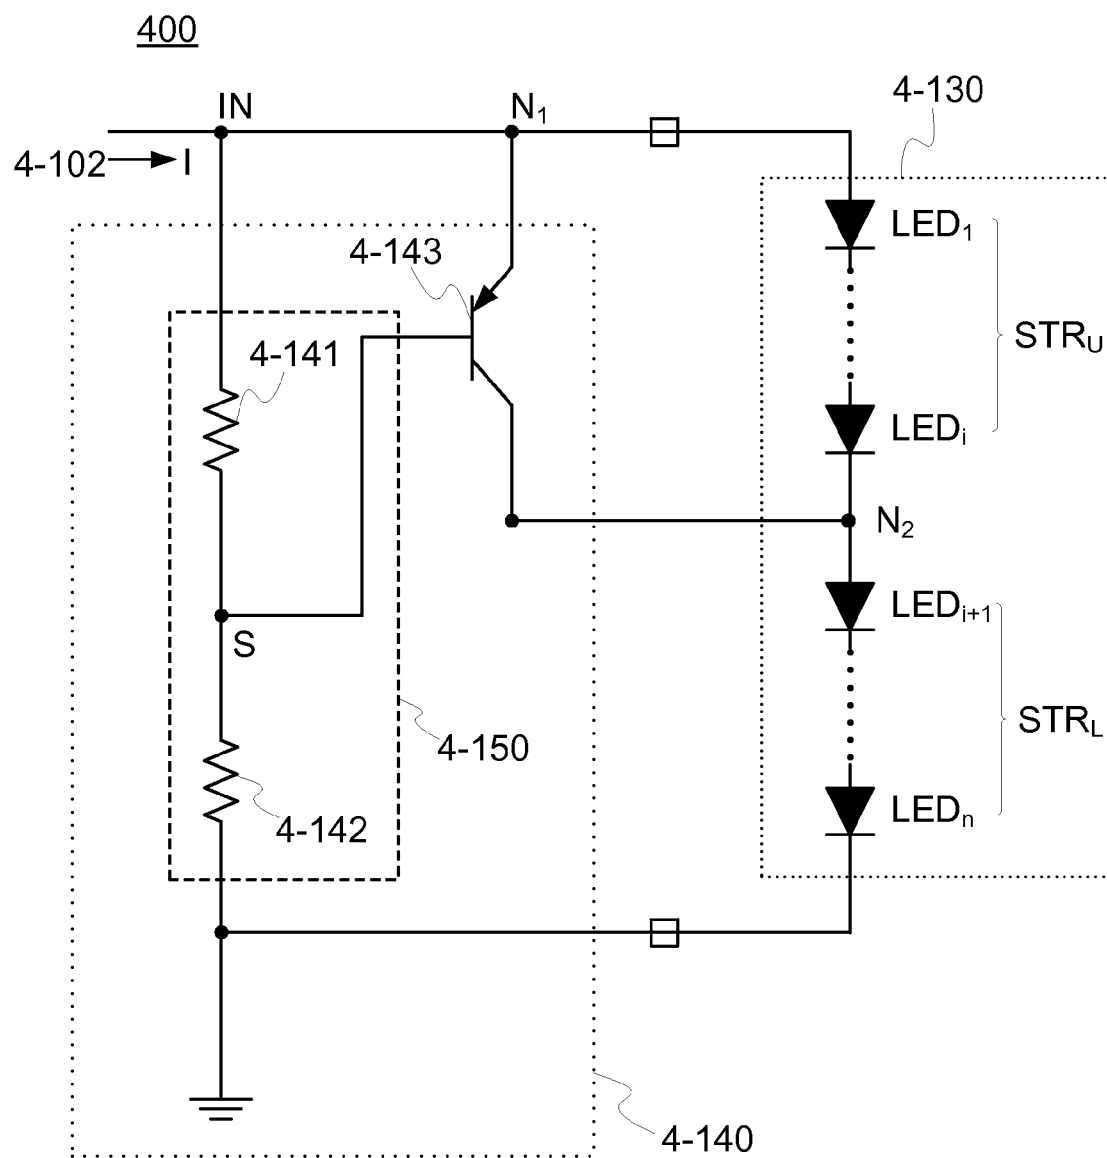 400
IN
N₁
4-130
4-102
I
LED₁
4-143
STRU
4-141
LEDi
N₂
LEDi+1
S
STRL
4-150
LEDn
4-142
4-140